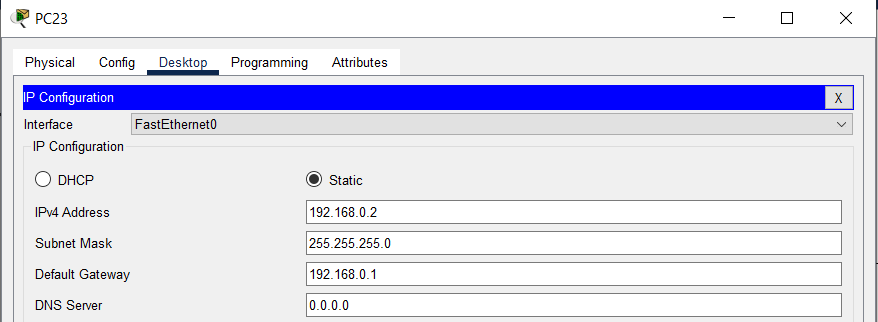 PC23
Physical Config Desktop Programming Attributes
IP Configuration X
Interface FastEthernet0
IP Configuration
DHCP Static
IPv4 Address 192.168.0.2
Subnet Mask 255.255.255.0
Default Gateway 192.168.0.1
DNS Server 0.0.0.0